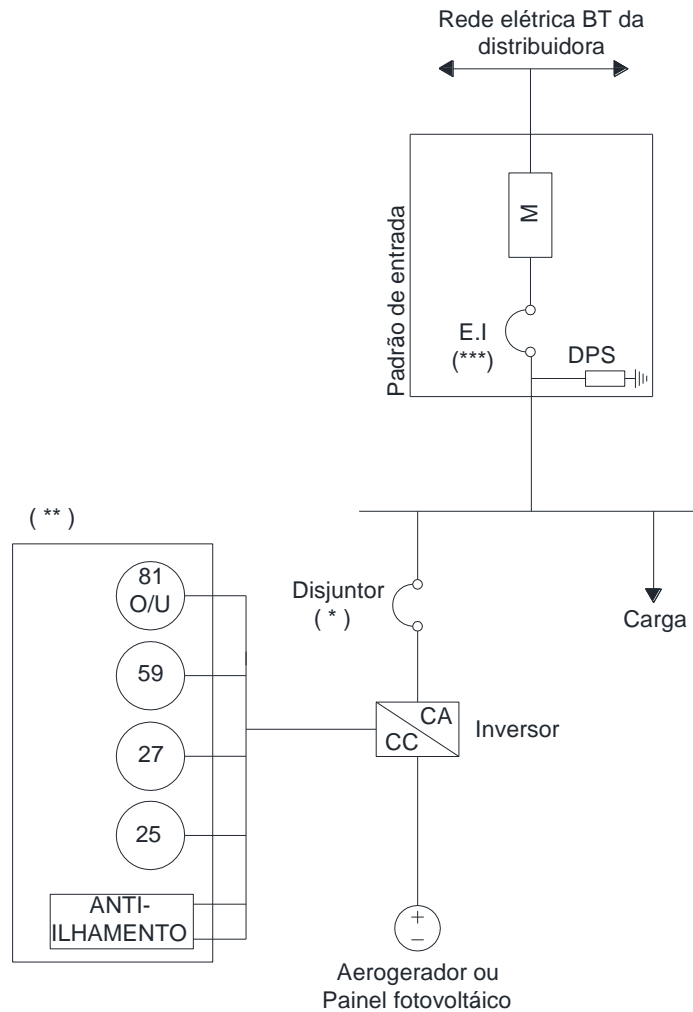 Rede elétrica BT da
distribuidora
Padrão de entrada
M
E.I
(***)
DPS
( ** )
81
O/U
59
27
25
ANTI-
ILHAMENTO
Disjuntor
( * )
Carga
CA
CC
Inversor
+
−
Aerogerador ou
Painel fotovoltáico